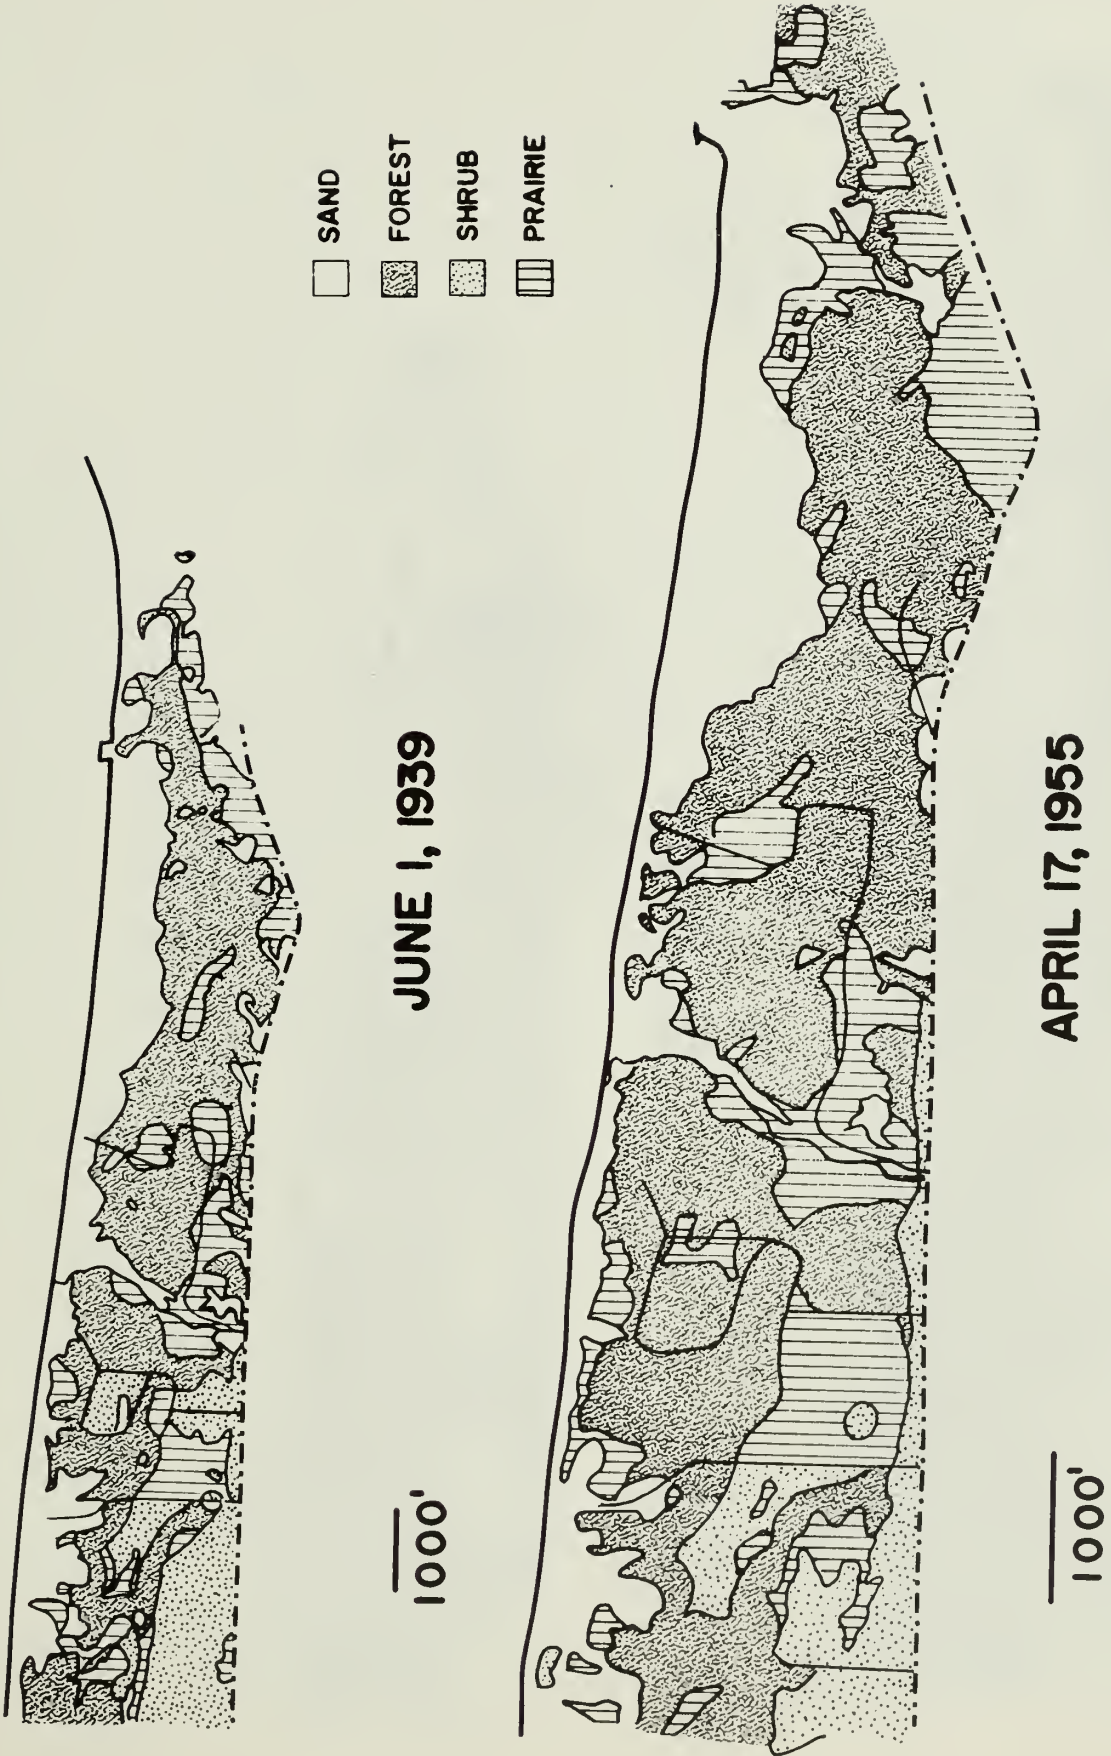 SAND
FOREST
SHRUB
PRAIRIE
JUNE 1, 1939
1000'
APRIL 17, 1955
1000'